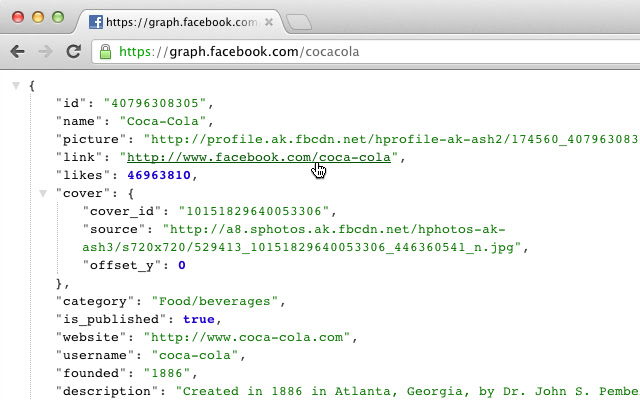 https://graph.facebook.com
https://graph.facebook.com/cocacola
{
"id": "40796308305",
"name": "Coca-Cola",
"picture": "http://profile.ak.fbcdn.net/hprofile-ak-ash2/174560_4079630830
"link": "http://www.facebook.com/coca-cola",
"likes": 46963810,
"cover": {
"cover_id": "10151829640053306",
"source": "http://a8.sphotos.ak.fbcdn.net/hphotos-ak-
ash3/s720x720/529413_10151829640053306_446360541_n.jpg",
"offset_y": 0
},
"category": "Food/beverages",
"is_published": true,
"website": "http://www.coca-cola.com",
"username": "coca-cola",
"founded": "1886",
"description": "Created in 1886 in Atlanta, Georgia, by Dr. John S. Pembe